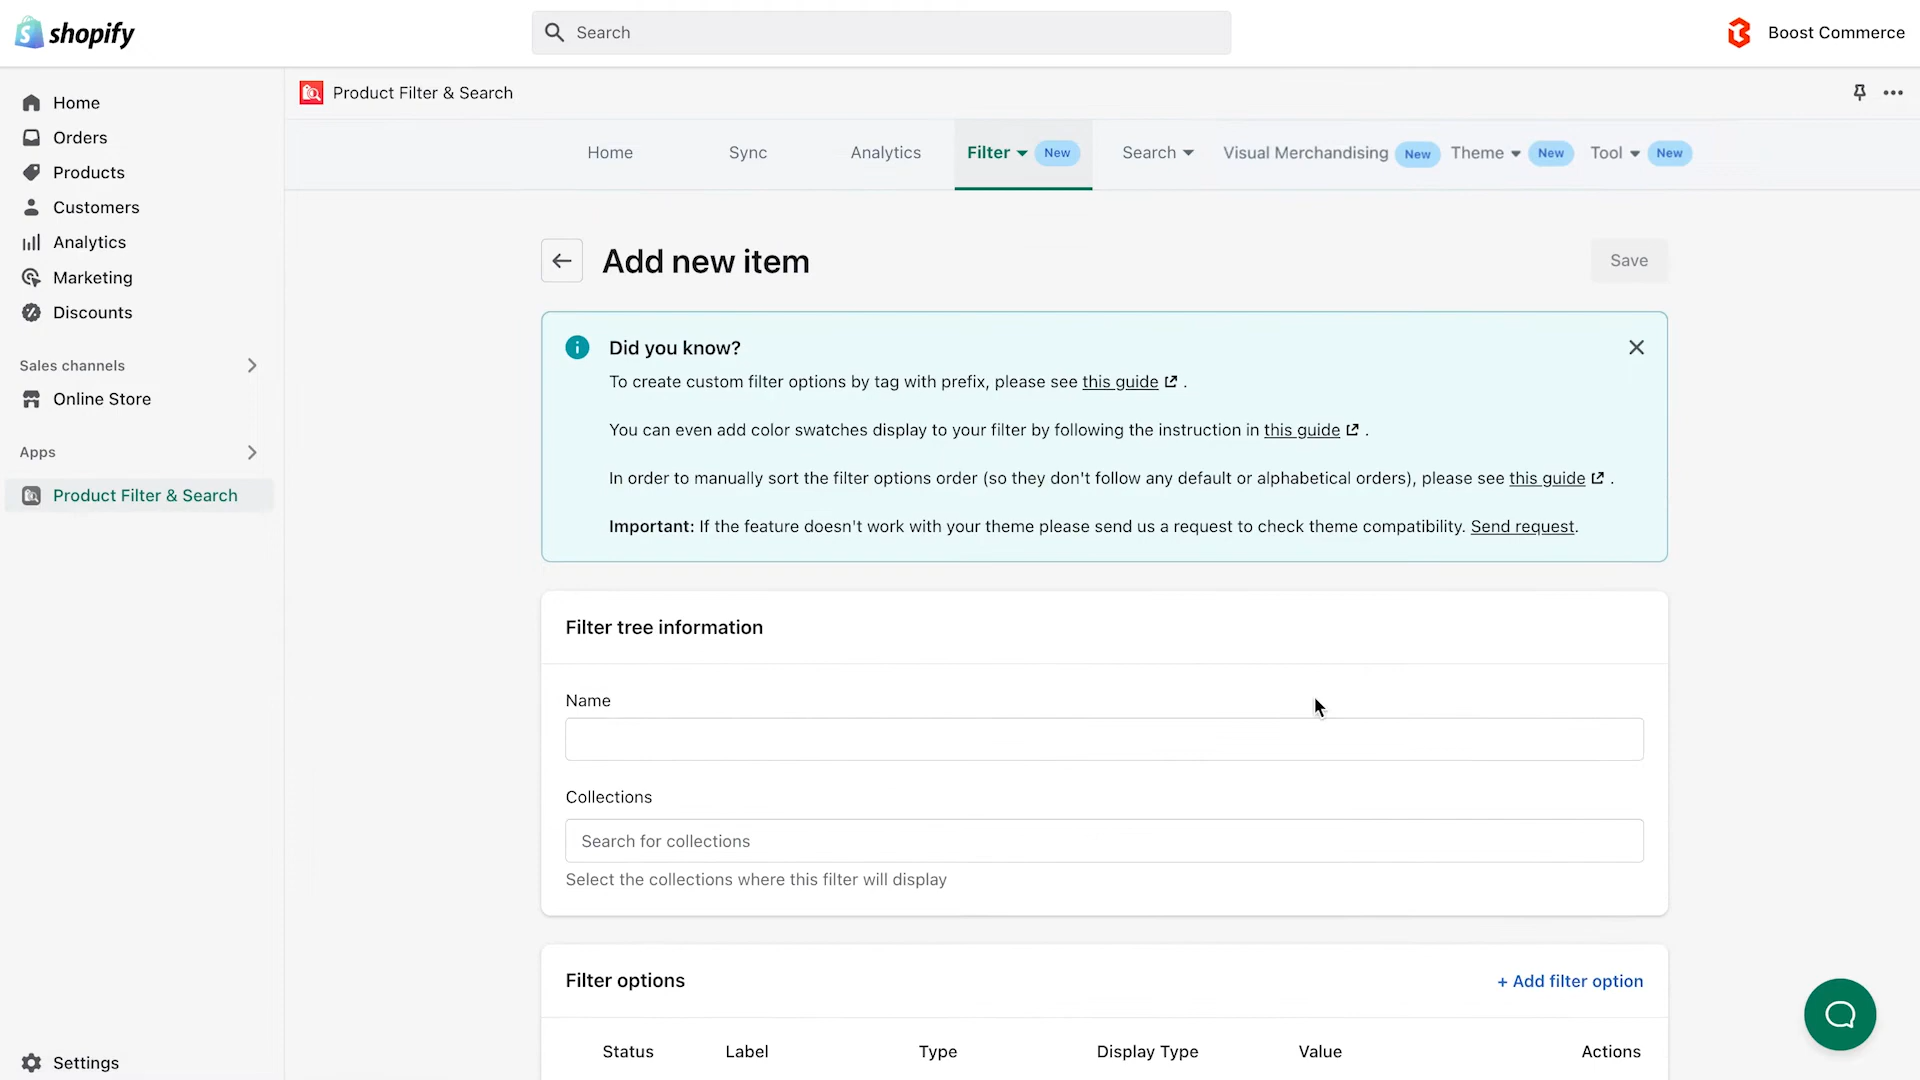 shopify
Search
Boost Commerce
Home
Orders
Products
Customers
Analytics
Marketing
Discounts
Sales channels
Online Store
Apps
Product Filter & Search
Settings
Product Filter & Search
Home Sync Analytics Filter New Search Visual Merchandising New Theme New Tool New
Add new item
Save
Did you know?
To create custom filter options by tag with prefix, please see this guide .
You can even add color swatches display to your filter by following the instruction in this guide .
In order to manually sort the filter options order (so they don't follow any default or alphabetical orders), please see this guide .
Important: If the feature doesn't work with your theme please send us a request to check theme compatibility. Send request.
Filter tree information
Name
Collections
Search for collections
Select the collections where this filter will display
Filter options
+ Add filter option
Status Label Type Display Type Value Actions